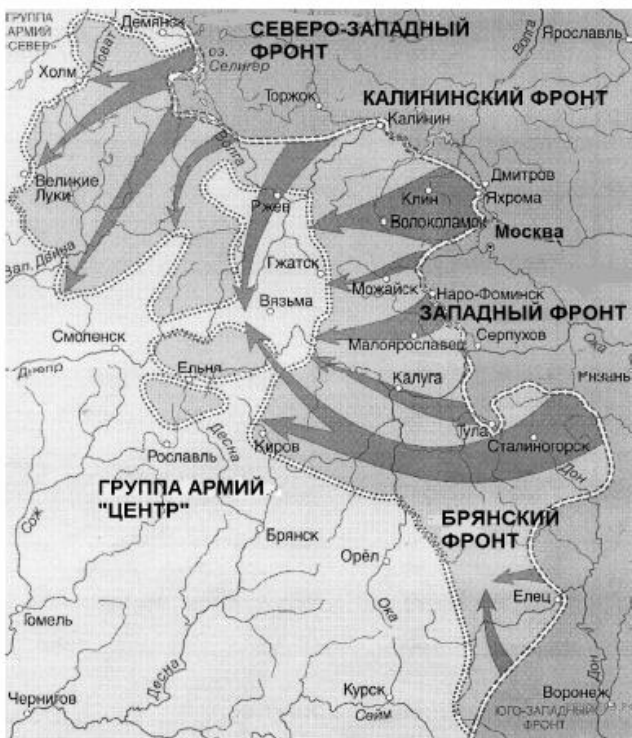 ГРУППА
АРМИЙ
"СЕВЕР"
Демянск
СЕВЕРО-ЗАПАДНЫЙ
ФРОНТ
Волга
Ярославль
Ловать
оз.
Селигер
Холм
Торжок
КАЛИНИНСКИЙ ФРОНТ
Калинин
Волга
Великие
Луки
Ржев
Клин
Дмитров
Яхрома
Волоколамск
Москва
Зап. Двина
Гжатск
Можайск
Наро-Фоминск
Вязьма
ЗАПАДНЫЙ ФРОНТ
Смоленск
Малоярославец
Серпухов
Ока
Днепр
Ельня
Калуга
Рязань
Тула
Сталиногорск
Рославль
Десна
Киров
Дон
ГРУППА АРМИЙ
"ЦЕНТР"
БРЯНСКИЙ
ФРОНТ
Сож
Брянск
Орёл
Елец
Ока
Гомель
Десна
Дон
Чернигов
Курск
Сейм
Воронеж
ЮГО-ЗАПАДНЫЙ
ФРОНТ